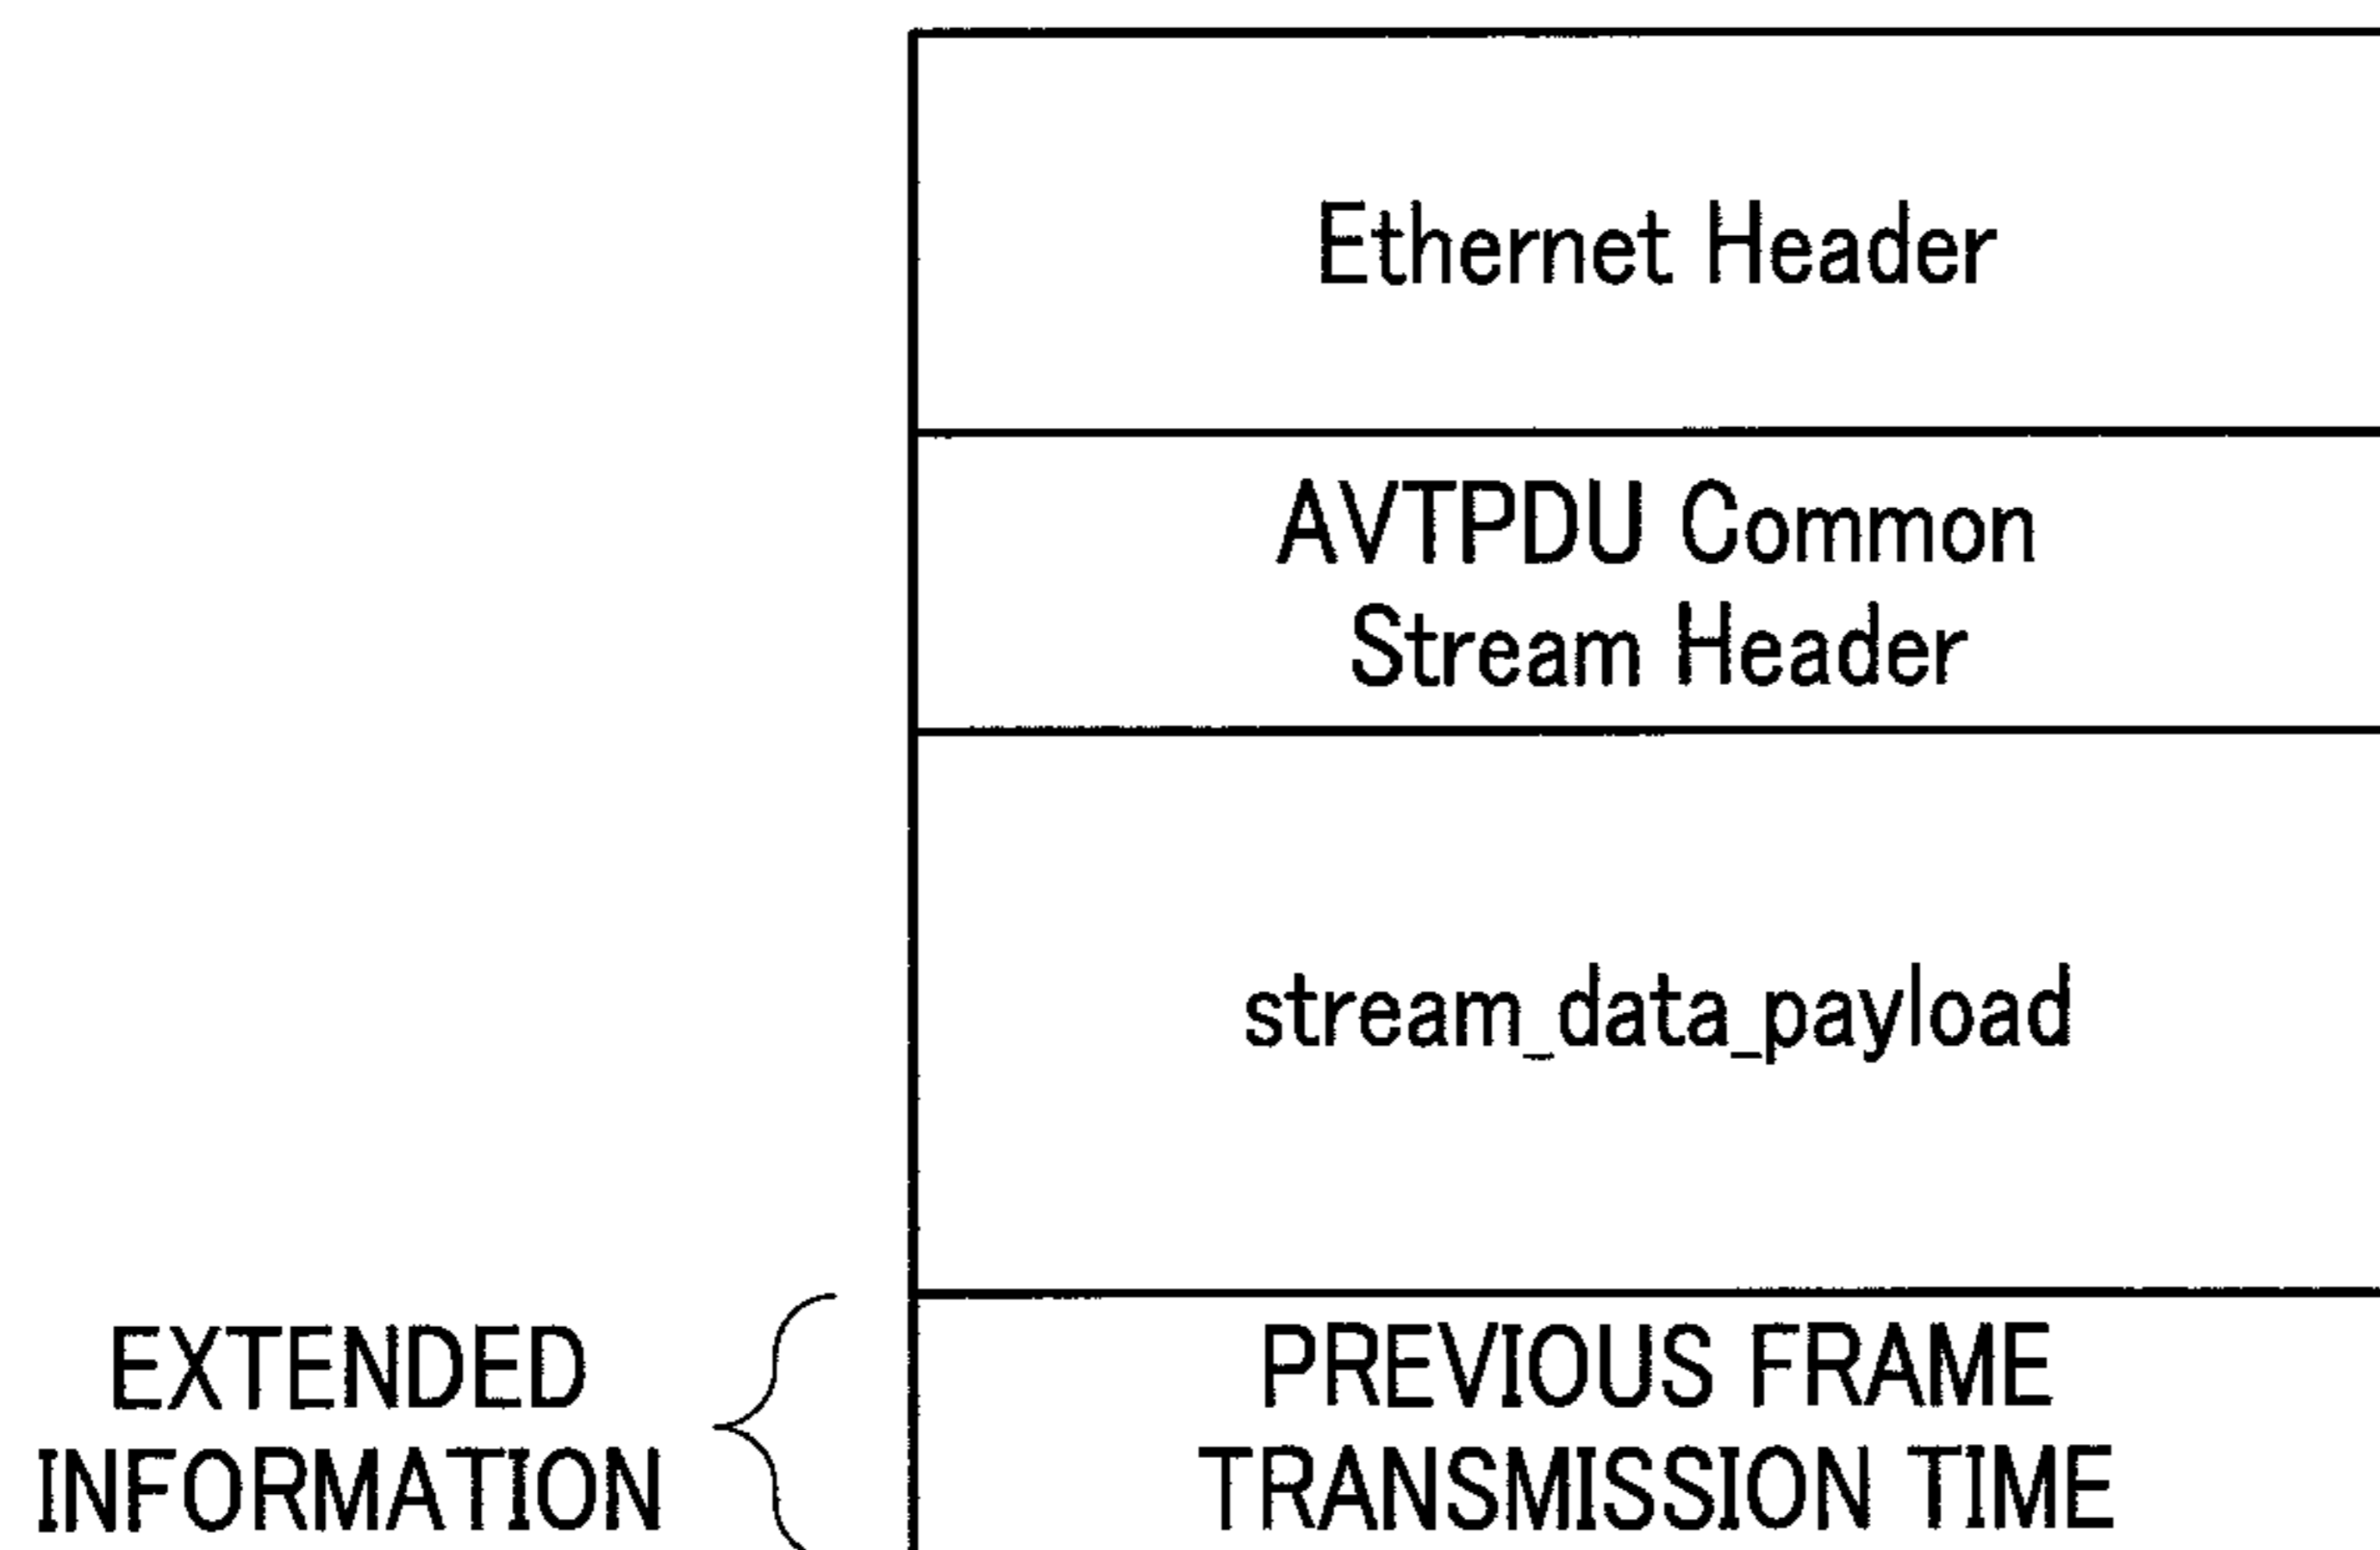 Ethernet Header
AVTPDU Common
Stream Header
stream_data_payload
EXTENDED
INFORMATION
PREVIOUS FRAME
TRANSMISSION TIME